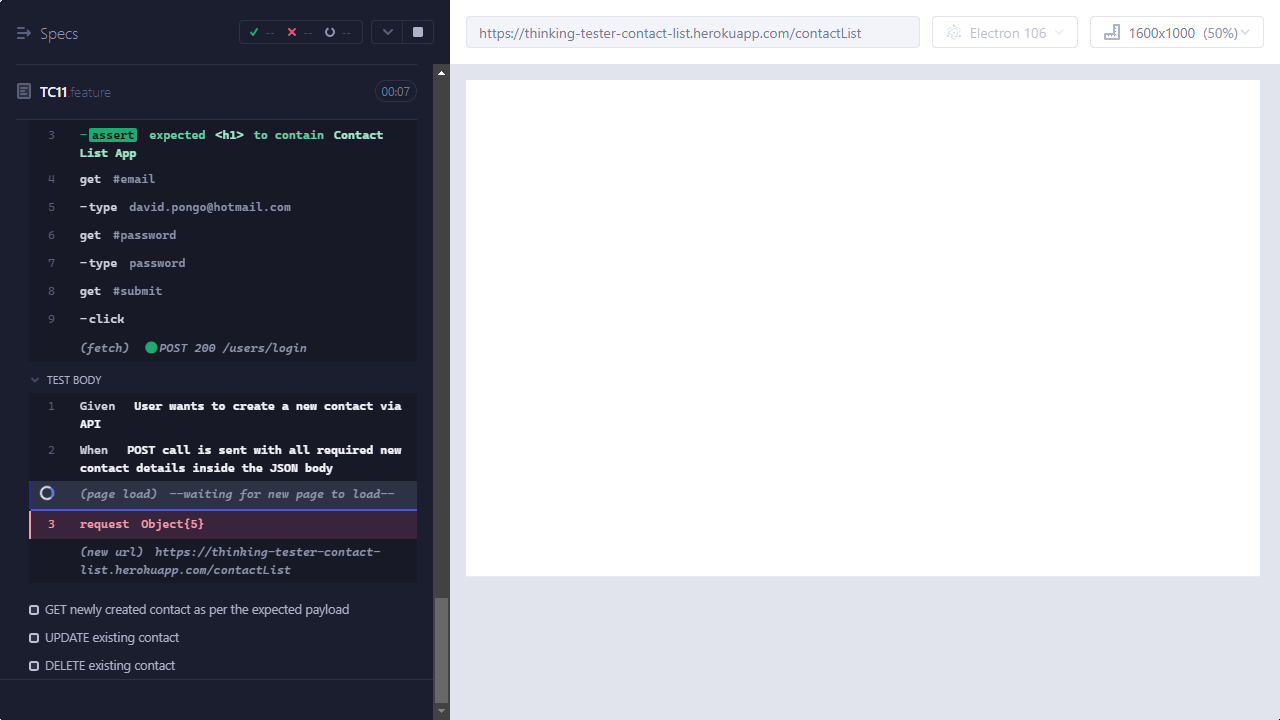 Specs
-- -- --
https://thinking-tester-contact-list.herokuapp.com/contactList
Electron 106
1600x1000 (50%)
TC11.feature
00:07
3 -assert expected <h1> to contain Contact
List App
4 get #email
5 -type david.pongo@hotmail.com
6 get #password
7 -type password
8 get #submit
9 -click
(fetch) POST 200 /users/login
TEST BODY
1 Given User wants to create a new contact via
API
2 When POST call is sent with all required new
contact details inside the JSON body
(page load) --waiting for new page to load--
3 request Object{5}
(new url) https://thinking-tester-contact-
list.herokuapp.com/contactList
GET newly created contact as per the expected payload
UPDATE existing contact
DELETE existing contact